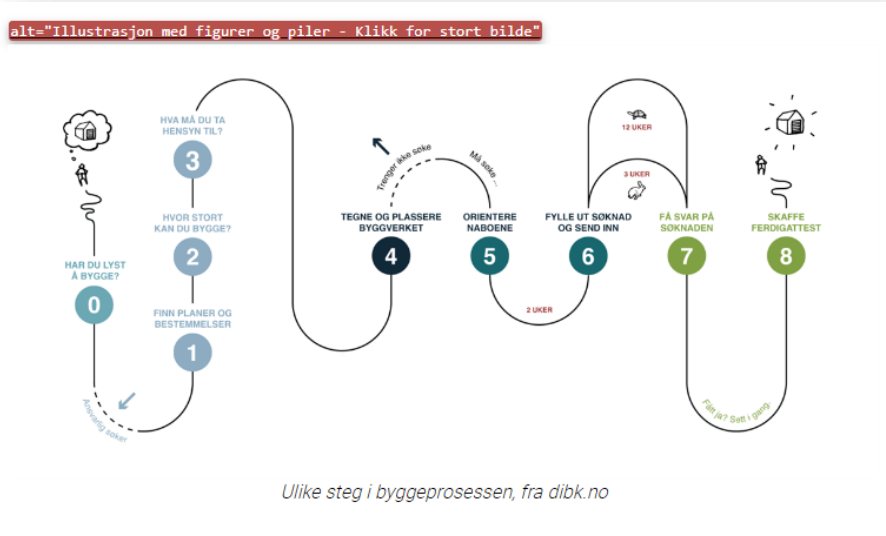 alt="Illustrasjon med figurer og piler - Klikk for stort bilde"
HAR DU LYST
Å BYGGE?
0
Ansvarlig søker
FINN PLANER OG
BESTEMMELSER
1
HVOR STORT
KAN DU BYGGE?
2
HVA MÅ DU TA
HENSYN TIL?
3
TEGNE OG PLASSERE
BYGGVERKET
4
Trenger ikke søke
Må søke ...
ORIENTERE
NABOENE
5
2 UKER
FYLLE UT SØKNAD
OG SEND INN
6
12 UKER
3 UKER
FÅ SVAR PÅ
SØKNADEN
7
Fått ja? Sett i gang.
SKAFFE
FERDIGATTEST
8
Ulike steg i byggeprosessen, fra dibk.no